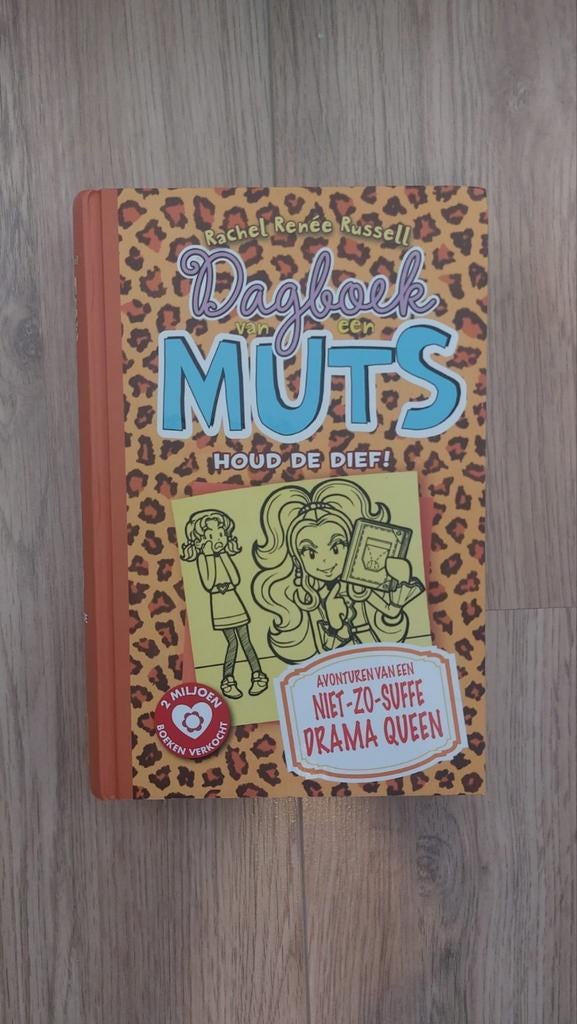 Rachel Renée Russell
Dagboek
van een
MUTS
HOUD DE DIEF!
AVONTUREN VAN EEN
NIET-ZO-SUFFE
DRAMA QUEEN
2 MILJOEN
BOEKEN VERKOCHT